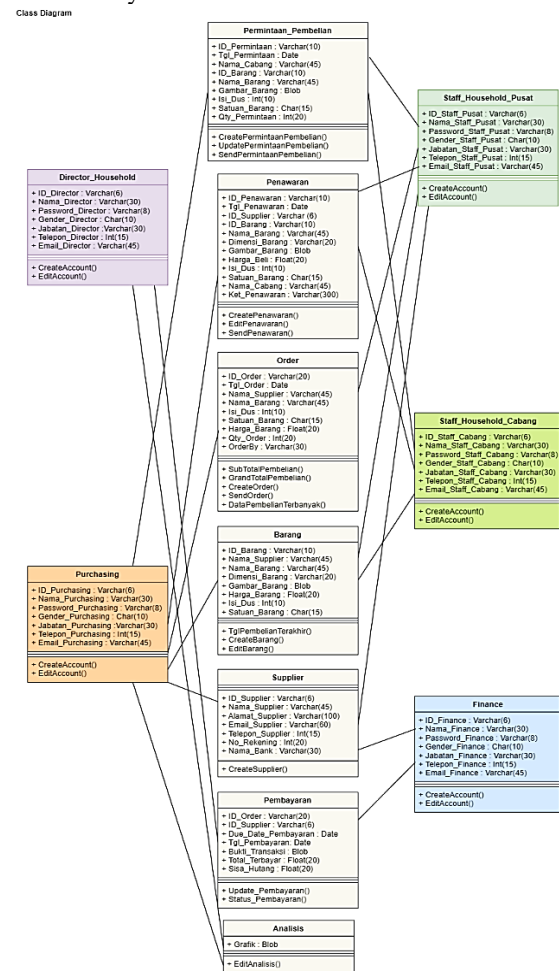 Class Diagram
Permintaan_Pembelian
+ ID_Permintaan : Varchar(10)
+ Tgl_Permintaan : Date
+ Nama_Cabang : Varchar(45)
+ ID_Barang : Varchar(10)
+ Nama_Barang : Varchar(45)
+ Gambar_Barang : Blob
+ Isi_Dus : Int(10)
+ Satuan_Barang : Char(15)
+ Qty_Permintaan : Int(20)
+ CreatePermintaanPembelian()
+ UpdatePermintaanPembelian()
+ SendPermintaanPembelian()
Staff_Household_Pusat
+ ID_Staff_Pusat : Varchar(6)
+ Nama_Staff_Pusat : Varchar(30)
+ Password_Staff_Pusat : Varchar(8)
+ Gender_Staff_Pusat : Char(10)
+ Jabatan_Staff_Pusat : Varchar(30)
+ Telepon_Staff_Pusat : Int(15)
+ Email_Staff_Pusat : Varchar(45)
+ CreateAccount()
+ EditAccount()
Director_Household
+ ID_Director : Varchar(6)
+ Nama_Director : Varchar(30)
+ Password_Director : Varchar(8)
+ Gender_Director : Char(10)
+ Jabatan_Director : Varchar(30)
+ Telepon_Director : Int(15)
+ Email_Director : Varchar(45)
+ CreateAccount()
+ EditAccount()
Penawaran
+ ID_Penawaran : Varchar(10)
+ Tgl_Penawaran : Date
+ ID_Supplier : Varchar (6)
+ ID_Barang : Varchar(10)
+ Nama_Barang : Varchar(45)
+ Dimensi_Barang : Varchar(20)
+ Gambar_Barang : Blob
+ Harga_Beli : Float(20)
+ Isi_Dus : Int(10)
+ Satuan_Barang : Char(15)
+ Nama_Cabang : Varchar(45)
+ Ket_Penawaran : Varchar(300)
+ CreatePenawaran()
+ EditPenawaran()
+ SendPenawaran()
Order
+ ID_Order : Varchar(20)
+ Tgl_Order : Date
+ Nama_Supplier : Varchar(45)
+ Nama_Barang : Varchar(45)
+ Isi_Dus : Int(10)
+ Satuan_Barang : Char(15)
+ Harga_Barang : Float(20)
+ Qty_Order : Int(20)
+ OrderBy : Varchar(30)
+ SubTotalPembelian()
+ GrandTotalPembelian()
+ CreateOrder()
+ SendOrder()
+ DataPembelianTerbanyak()
Staff_Household_Cabang
+ ID_Staff_Cabang : Varchar(6)
+ Nama_Staff_Cabang : Varchar(30)
+ Password_Staff_Cabang : Varchar(8)
+ Gender_Staff_Cabang : Char(10)
+ Jabatan_Staff_Cabang : Varchar(30)
+ Telepon_Staff_Cabang : Int(15)
+ Email_Staff_Cabang : Varchar(45)
+ CreateAccount()
+ EditAccount()
Barang
+ ID_Barang : Varchar(10)
+ Nama_Supplier : Varchar(45)
+ Nama_Barang : Varchar(45)
+ Dimensi_Barang : Varchar(20)
+ Gambar_Barang : Blob
+ Harga_Barang : Float(20)
+ Isi_Dus : Int(10)
+ Satuan_Barang : Char(15)
+ TglPembelianTerakhir()
+ CreateBarang()
+ EditBarang()
Purchasing
+ ID_Purchasing : Varchar(6)
+ Nama_Purchasing : Varchar(30)
+ Password_Purchasing : Varchar(8)
+ Gender_Purchasing : Char(10)
+ Jabatan_Purchasing : Varchar(30)
+ Telepon_Purchasing : Int(15)
+ Email_Purchasing : Varchar(45)
+ CreateAccount()
+ EditAccount()
Supplier
+ ID_Supplier : Varchar(6)
+ Nama_Supplier : Varchar(45)
+ Alamat_Supplier : Varchar(100)
+ Email_Supplier : Varchar(60)
+ Telepon_Supplier : Int(15)
+ No_Rekening : Int(20)
+ Nama_Bank : Varchar(30)
+ CreateSupplier()
Finance
+ ID_Finance : Varchar(6)
+ Nama_Finance : Varchar(30)
+ Password_Finance : Varchar(8)
+ Gender_Finance : Char(10)
+ Jabatan_Finance : Varchar(30)
+ Telepon_Finance : Int(15)
+ Email_Finance : Varchar(45)
+ CreateAccount()
+ EditAccount()
Pembayaran
+ ID_Order : Varchar(20)
+ ID_Supplier : Varchar(6)
+ Due_Date_Pembayaran : Date
+ Tgl_Pembayaran: Date
+ Bukti_Transaksi : Blob
+ Total_Terbayar : Float(20)
+ Sisa_Hutang : Float(20)
+ Update_Pembayaran()
+ Status_Pembayaran()
Analisis
+ Grafik : Blob
+ EditAnalisis()